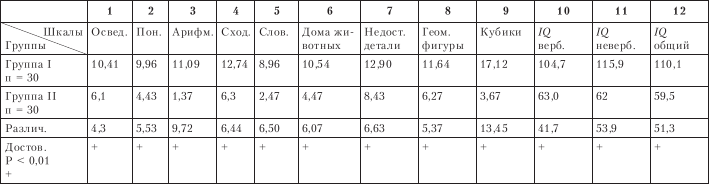 1 2 3 4 5 6 7 8 9 10 11 12
Шкалы Освед. Пон. Арифм. Сход. Слов. Дома жи- Недост. Геом. Кубики IQ IQ IQ
Группы вотных детали фигуры верб. неверб. общий
Группа I 10,41 9,96 11,09 12,74 8,96 10,54 12,90 11,64 17,12 104,7 115,9 110,1
п = 30
Группа II 6,1 4,43 1,37 6,3 2,47 4,47 8,43 6,27 3,67 63,0 62 59,5
п = 30
Различ. 4,3 5,53 9,72 6,44 6,50 6,07 6,63 5,37 13,45 41,7 53,9 51,3
Достов. + + + + + + + + + + + +
P < 0,01
+